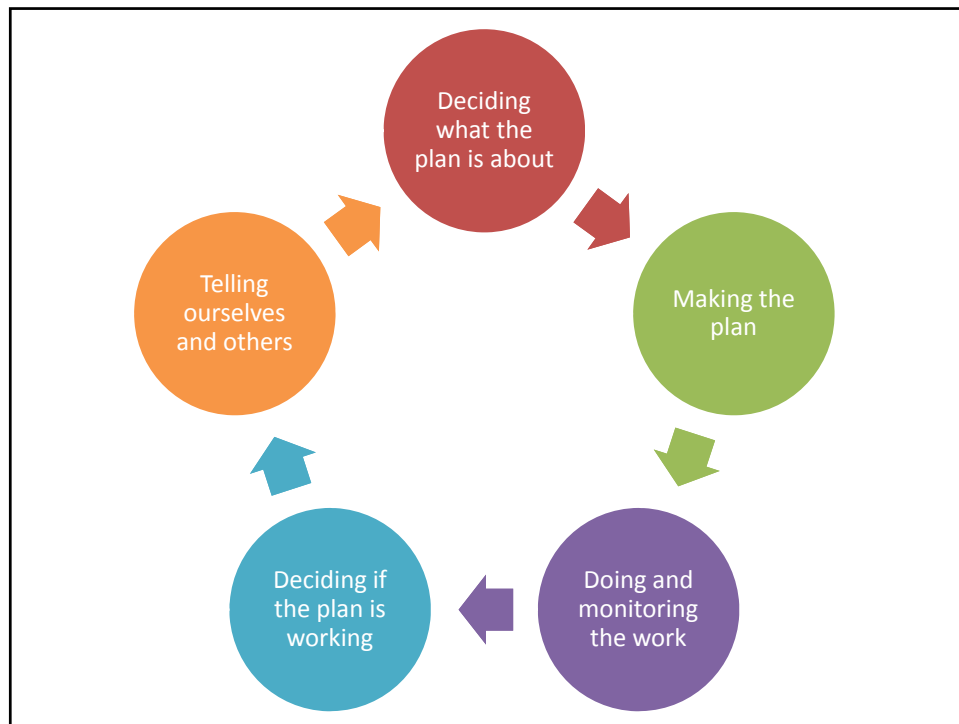 Deciding
what the
plan is about
Making the
plan
Doing and
monitoring
the work
Deciding if
the plan is
working
Telling
ourselves
and others